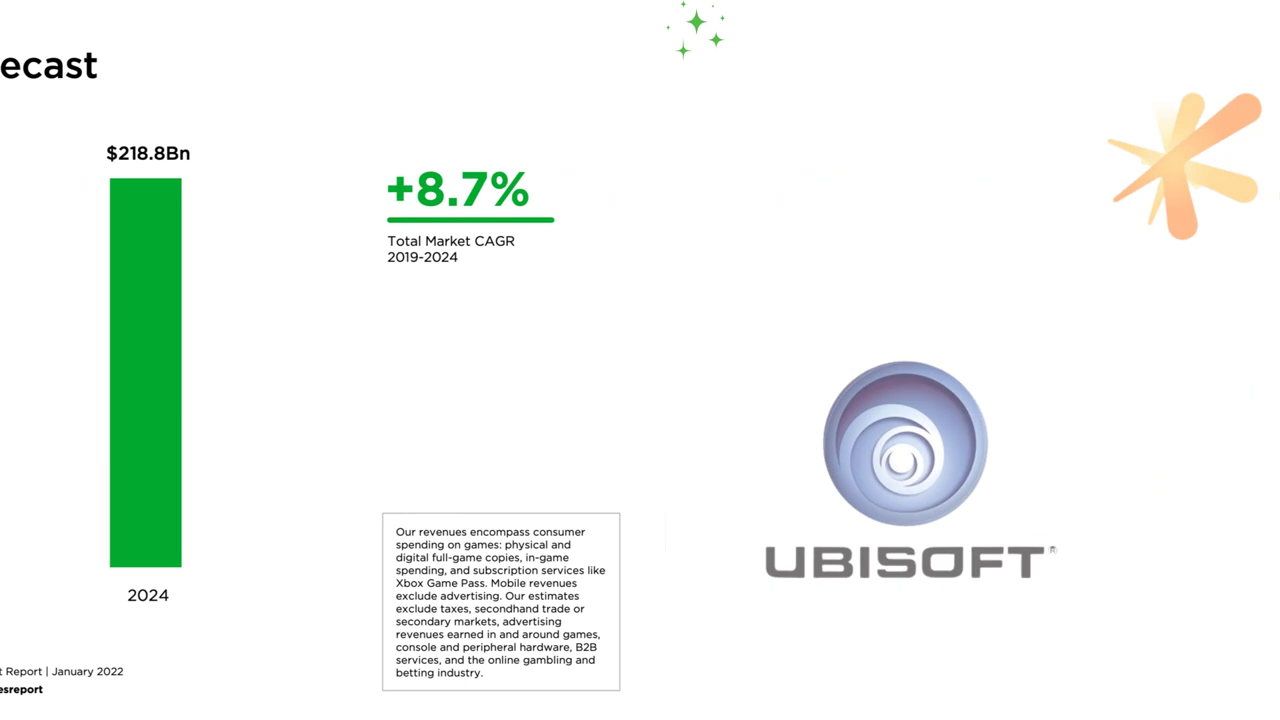 ecast
$218.8Bn
2024
+8.7%
Total Market CAGR
2019-2024
Our revenues encompass consumer
spending on games: physical and
digital full-game copies, in-game
spending, and subscription services like
Xbox Game Pass. Mobile revenues
exclude advertising. Our estimates
exclude taxes, secondhand trade or
secondary markets, advertising
revenues earned in and around games,
console and peripheral hardware, B2B
services, and the online gambling and
betting industry.
t Report | January 2022
esreport
UBISOFT®